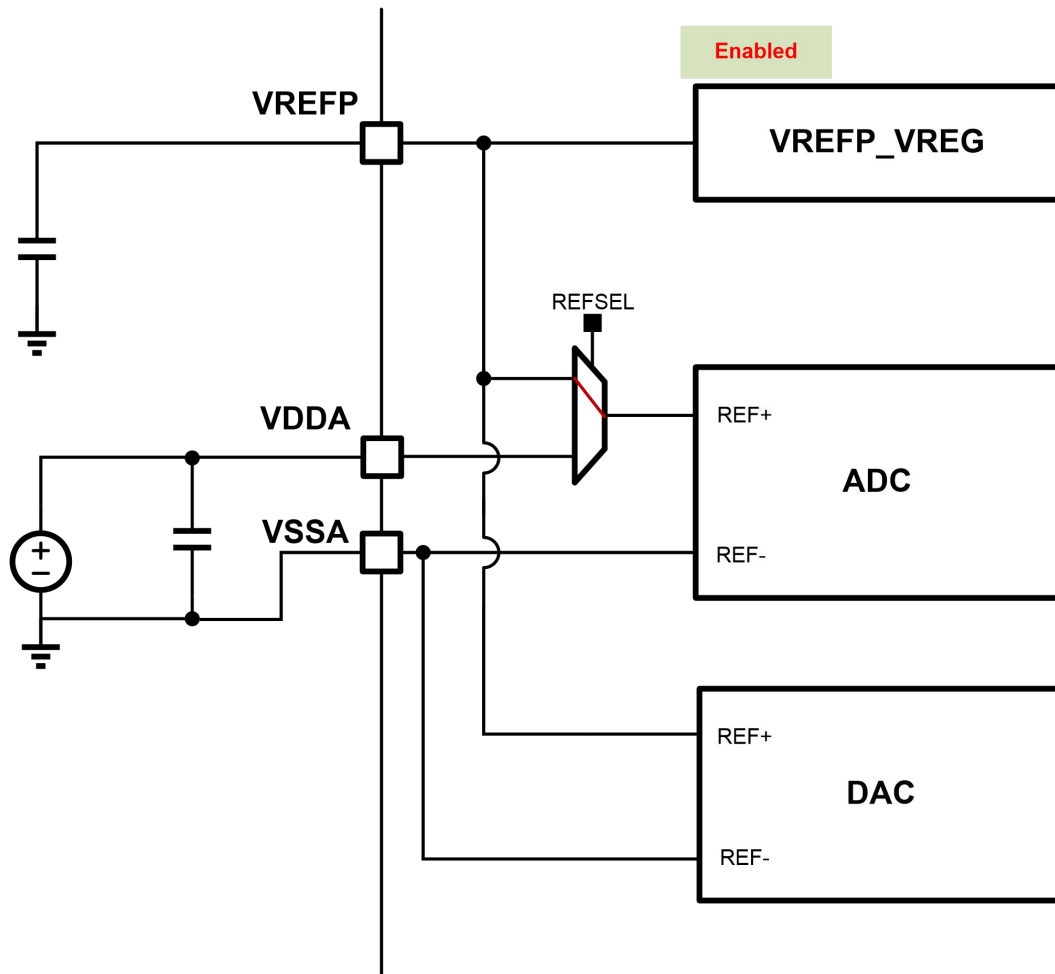 Enabled
VREFP
VREFP_VREG
REFSEL
VDDA
REF+
ADC
VSSA
REF-
REF+
DAC
REF-